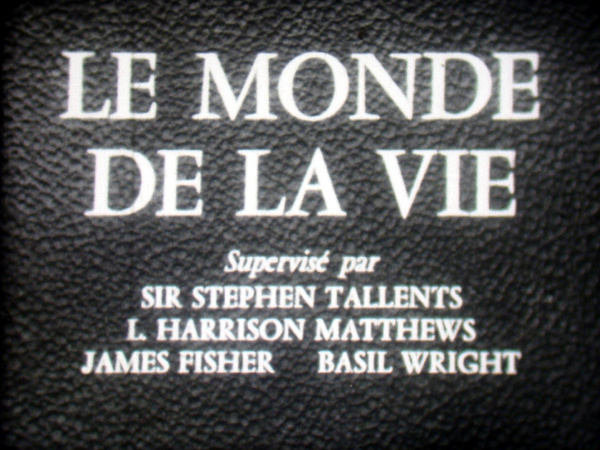 LE MONDE
DE LA VIE
Supervisé par
SIR STEPHEN TALLENTS
L. HARRISON MATTHEWS
JAMES FISHER BASIL WRIGHT